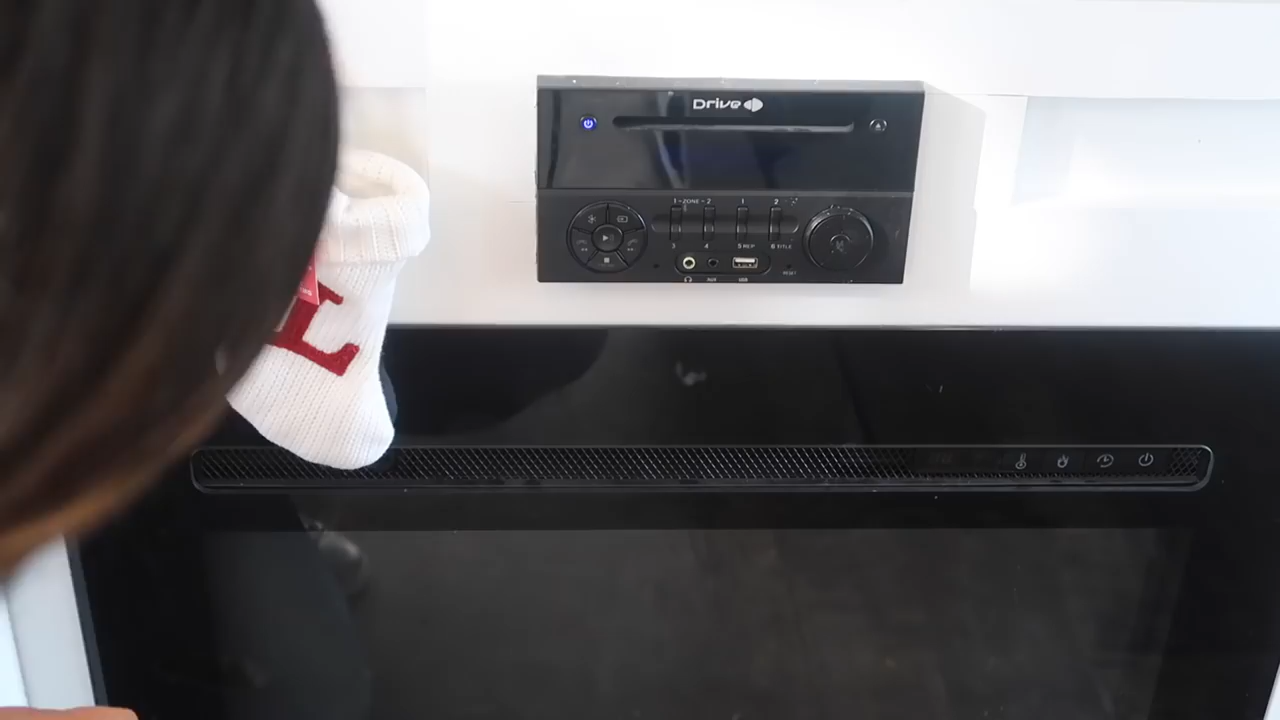 Drive
1 - ZONE - 2 1 2
3 4 5 REP 6 TITLE
AUX USB RESET
E